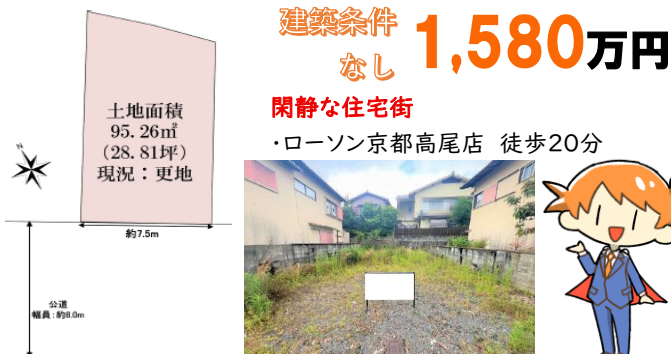 建築条件
なし
1,580万円
閑静な住宅街
・ローソン京都高尾店 徒歩20分
土地面積
95.26㎡
(28.81坪)
現況：更地
N
約7.5m
公道
幅員：約8.0m